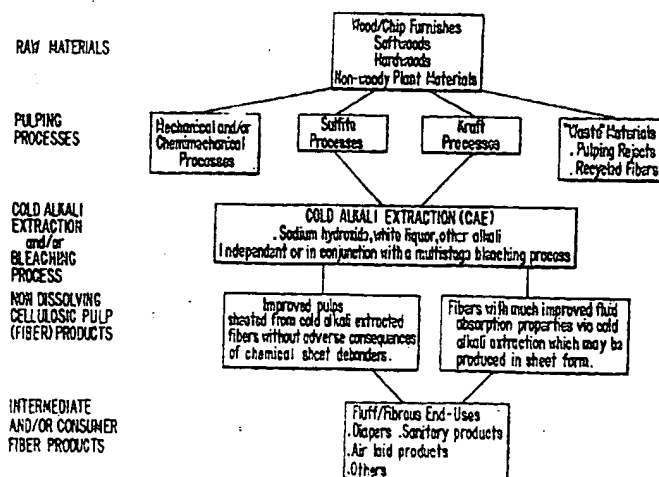 RAW MATERIALS
Wood/Chip Furnishes
Softwoods
Hardwoods
Non-woody Plant Materials
PULPING
PROCESSES
Mechanical and/or
Chemimachanical
Processes
Sulfite
Processes
Kraft
Processes
"Waste" Materials
. Pulping Rejects
. Recycled Fibers
COLD ALKALI
EXTRACTION
and/or
BLEACHING
PROCESS
COLD ALKALI EXTRACTION (CAE)
. Sodium hydroxide, white liquor, other alkali
Independent or in conjunction with a multistage bleaching process
NON DISSOLVING
CELLULOSIC PULP
(FIBER) PRODUCTS
Improved pulps
sheeted from cold alkali extracted
fibers without adverse consequences
of chemical sheet debonders.
Fibers with much improved fluid
absorption properties via cold
alkali extraction which may be
produced in sheet form.
INTERMEDIATE
AND/OR CONSUMER
FIBER PRODUCTS
Fluff/Fibrous End-Uses
. Diapers . Sanitary products
. Air laid products
. Others